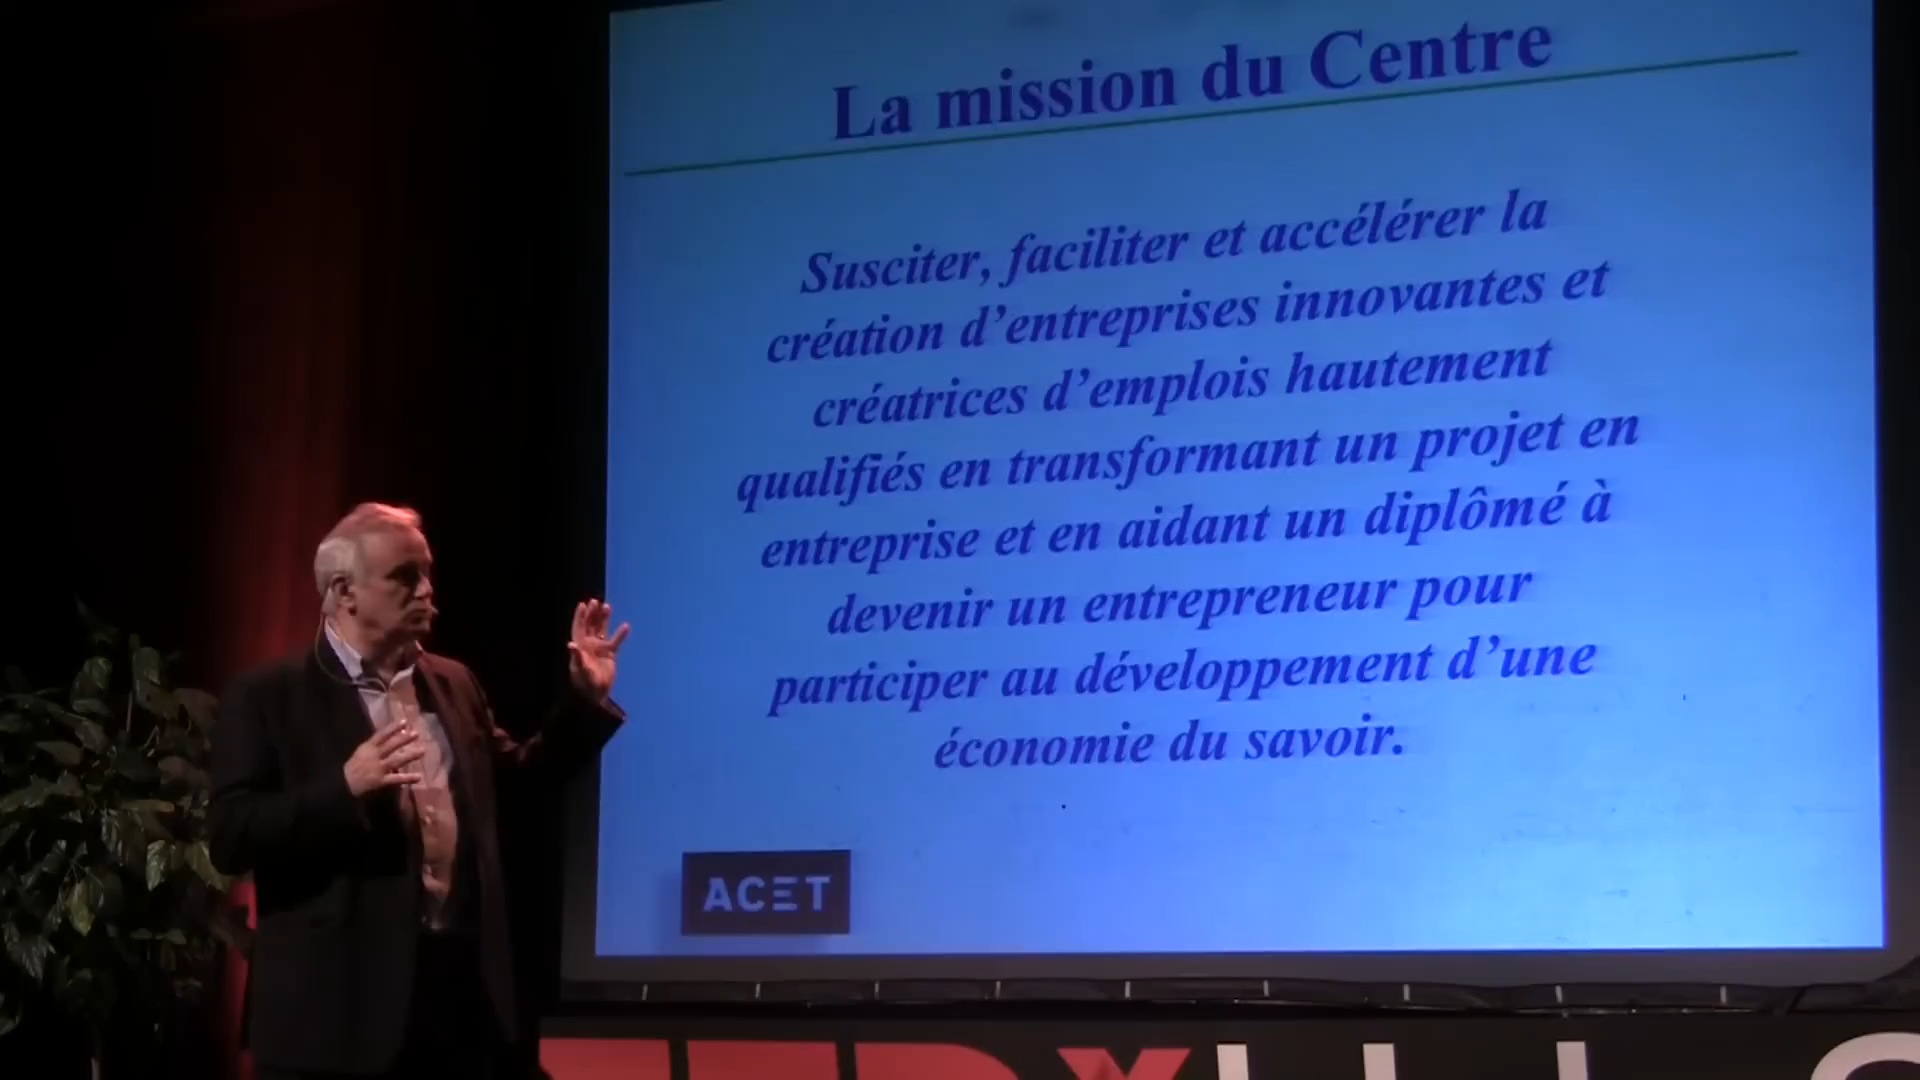 La mission du Centre
Susciter, faciliter et accélérer la
création d’entreprises innovantes et
créatrices d’emplois hautement
qualifiés en transformant un projet en
entreprise et en aidant un diplômé à
devenir un entrepreneur pour
participer au développement d’une
économie du savoir.
ACET